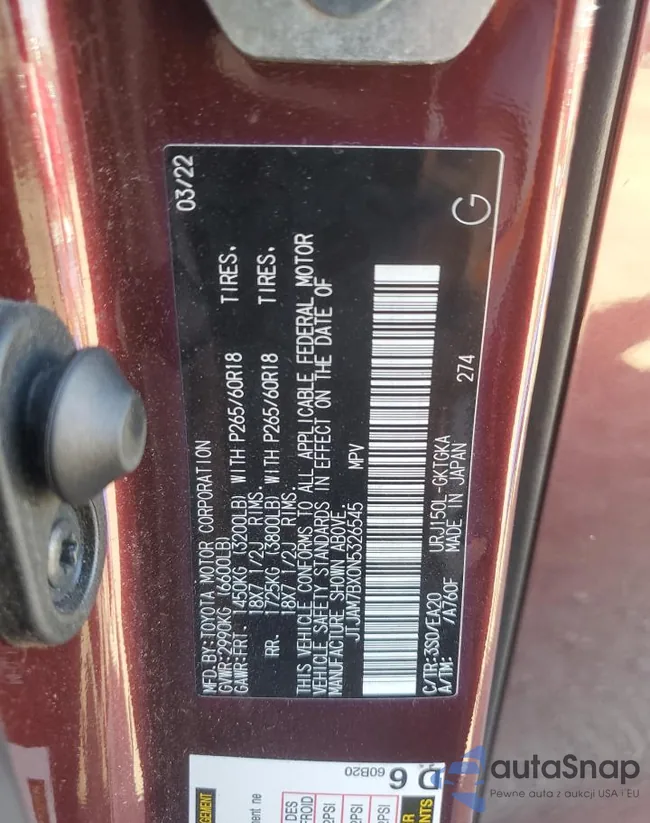 MFD.BY:TOYOTA MOTOR CORPORATION 03/22
GVWR:2990KG (6600LB)
GAWR:FRT. 1450KG (3200LB) WITH P265/60R18 TIRES.
18X7 1/2J RIMS
RR. 1725KG (3800LB) WITH P265/60R18 TIRES.
18X7 1/2J RIMS
THIS VEHICLE CONFORMS TO ALL APPLICABLE FEDERAL MOTOR
VEHICLE SAFETY STANDARDS IN EFFECT ON THE DATE OF
MANUFACTURE SHOWN ABOVE.
JTJAM7BX0N5326545 MPV
C/TR:3S0/EA20 URJ150L-GKTGKA 274
A/TM: /A760F MADE IN JAPAN
G
D 6
60B20
autaSnap
Pewne auta z aukcji USA i EU